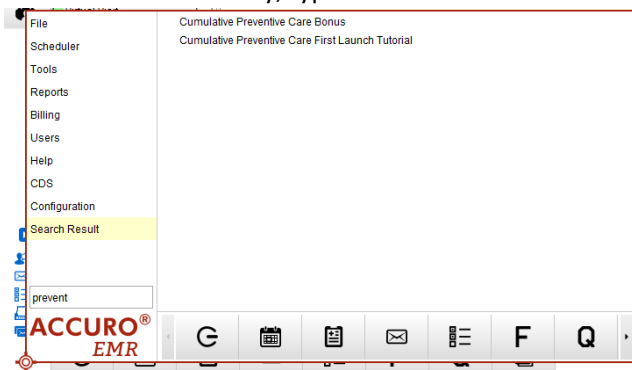 File
Scheduler
Tools
Reports
Billing
Users
Help
CDS
Configuration
Search Result
prevent
ACCURO®
EMR
Cumulative Preventive Care Bonus
Cumulative Preventive Care First Launch Tutorial
F
Q